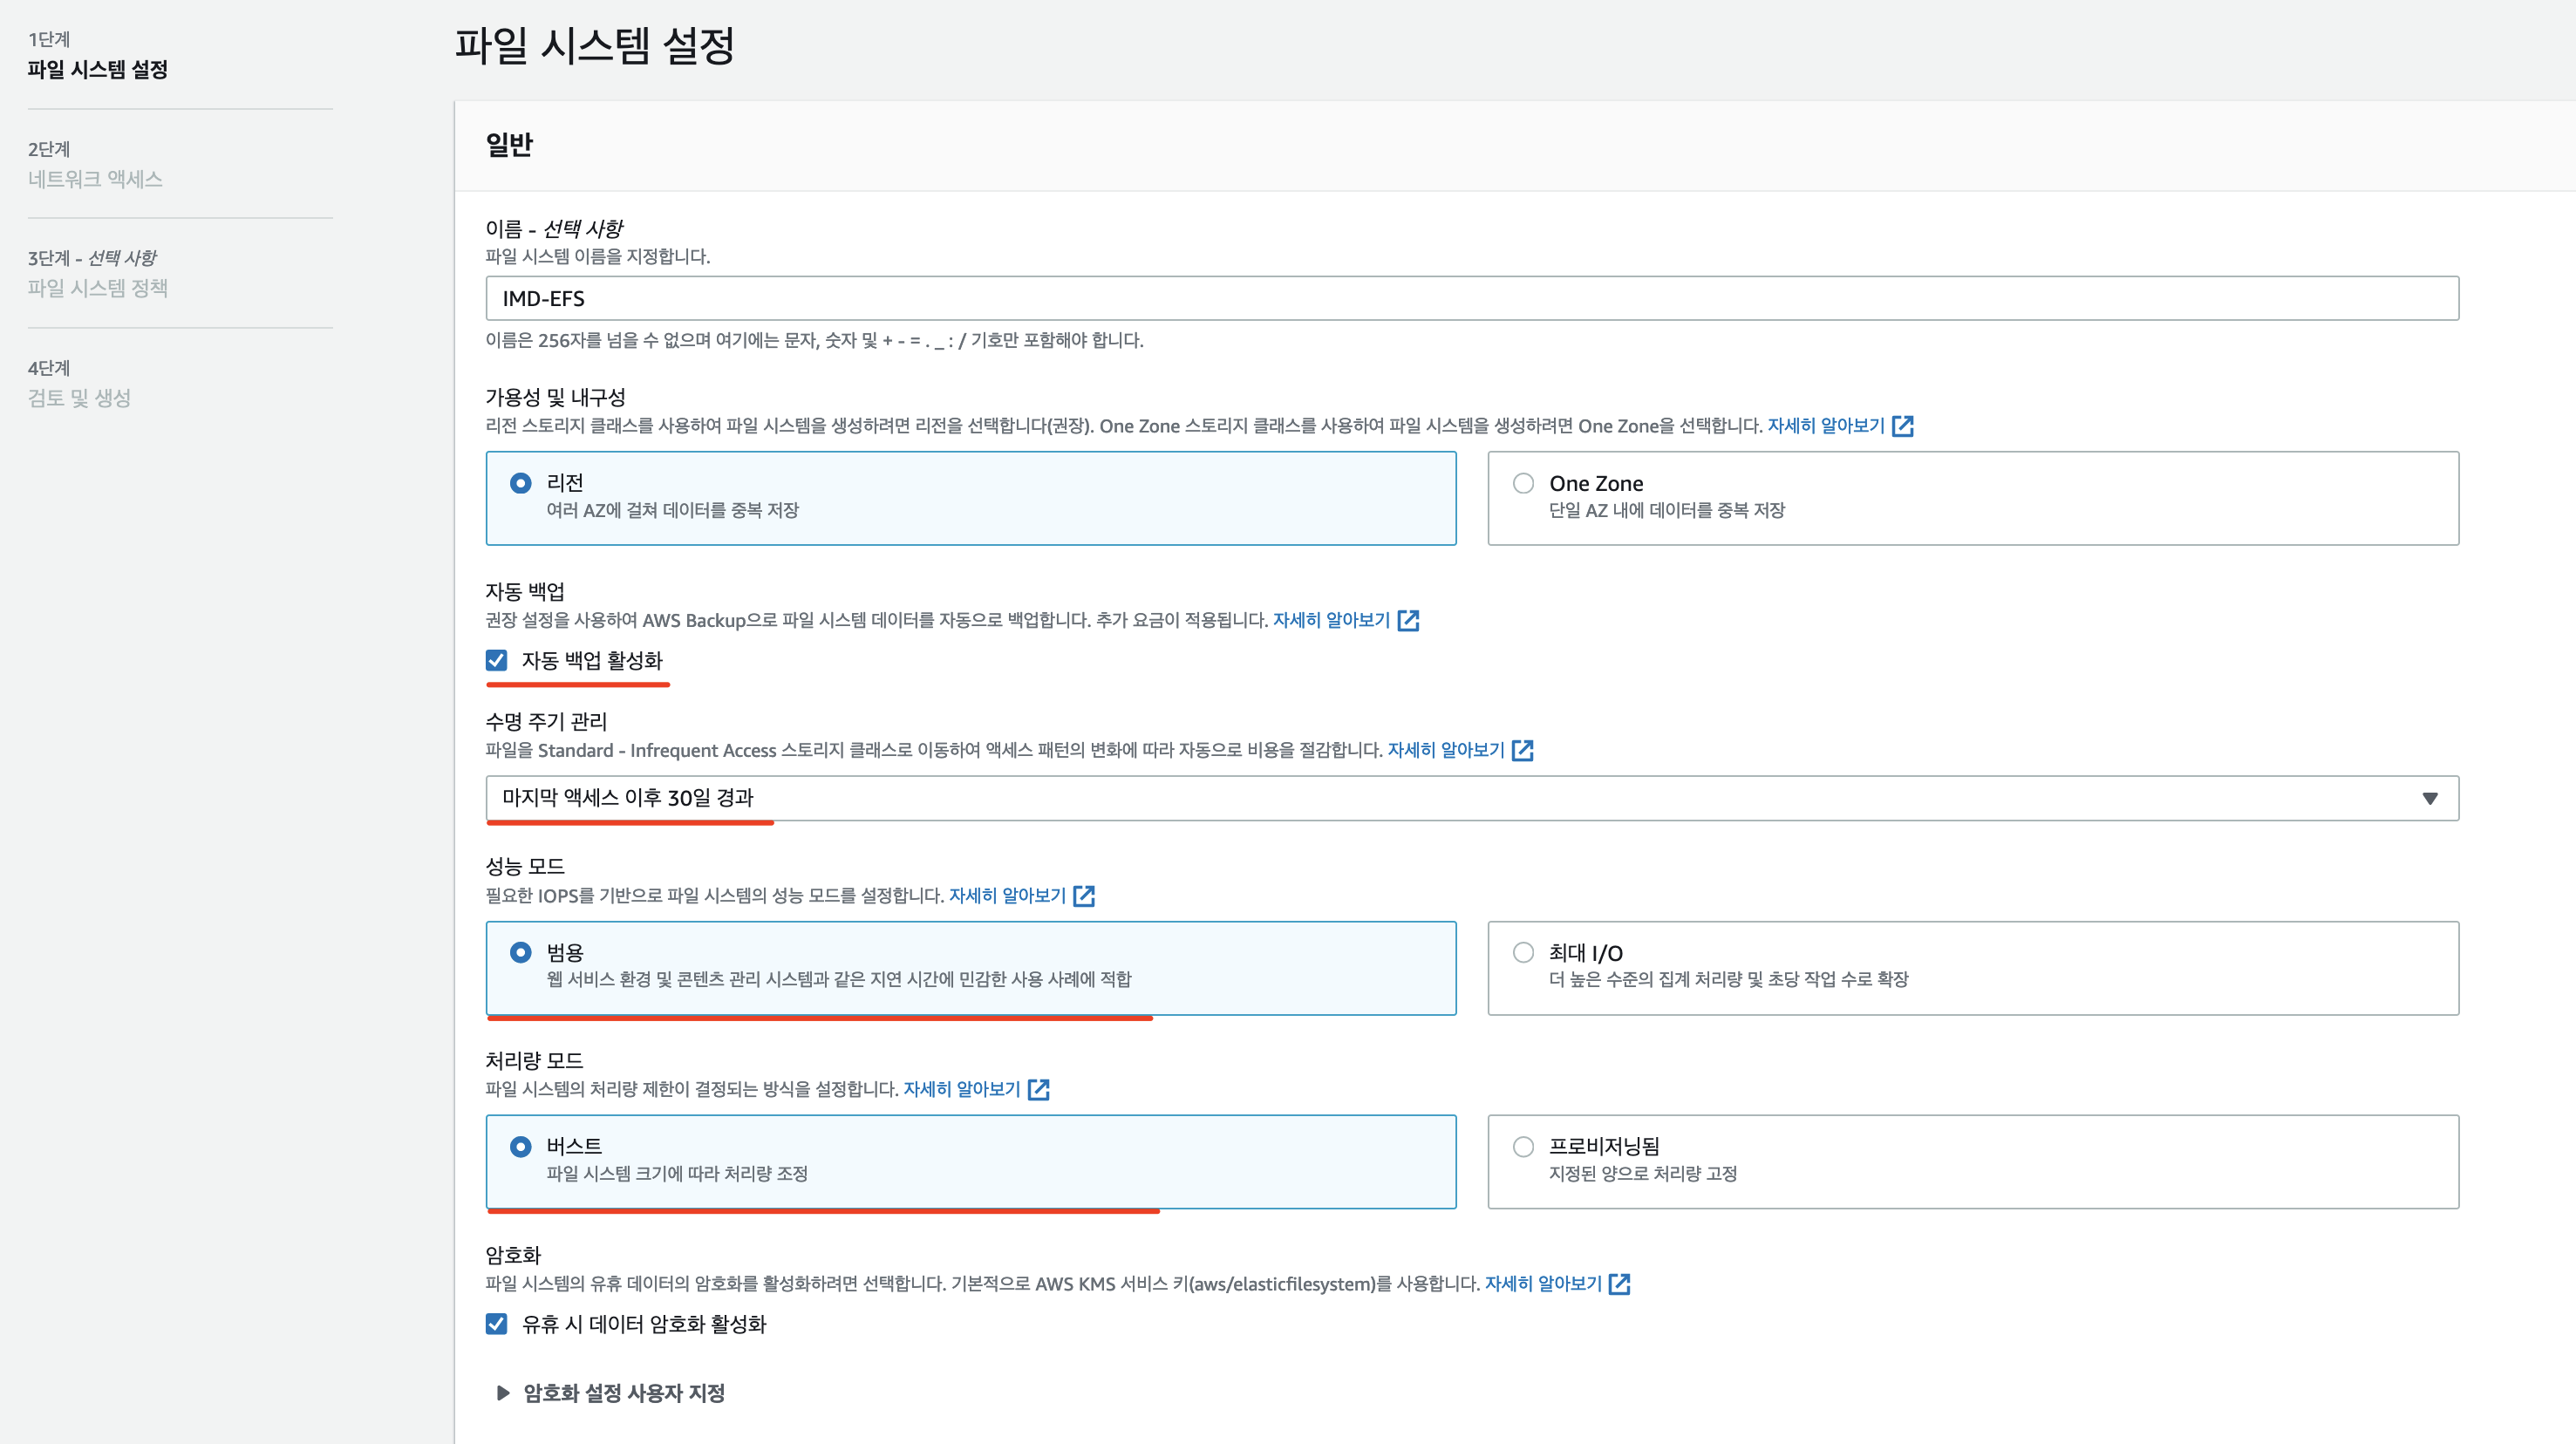 1단계
파일 시스템 설정
2단계
네트워크 액세스
3단계 - 선택 사항
파일 시스템 정책
4단계
검토 및 생성
파일 시스템 설정
일반
이름 - 선택 사항
파일 시스템 이름을 지정합니다.
IMD-EFS
이름은 256자를 넘을 수 없으며 여기에는 문자, 숫자 및 + - = . _ : / 기호만 포함해야 합니다.
가용성 및 내구성
리전 스토리지 클래스를 사용하여 파일 시스템을 생성하려면 리전을 선택합니다(권장). One Zone 스토리지 클래스를 사용하여 파일 시스템을 생성하려면 One Zone을 선택합니다. 자세히 알아보기
리전
여러 AZ에 걸쳐 데이터를 중복 저장
One Zone
단일 AZ 내에 데이터를 중복 저장
자동 백업
권장 설정을 사용하여 AWS Backup으로 파일 시스템 데이터를 자동으로 백업합니다. 추가 요금이 적용됩니다. 자세히 알아보기
자동 백업 활성화
수명 주기 관리
파일을 Standard - Infrequent Access 스토리지 클래스로 이동하여 액세스 패턴의 변화에 따라 자동으로 비용을 절감합니다. 자세히 알아보기
마지막 액세스 이후 30일 경과
성능 모드
필요한 IOPS를 기반으로 파일 시스템의 성능 모드를 설정합니다. 자세히 알아보기
범용
웹 서비스 환경 및 콘텐츠 관리 시스템과 같은 지연 시간에 민감한 사용 사례에 적합
최대 I/O
더 높은 수준의 집계 처리량 및 초당 작업 수로 확장
처리량 모드
파일 시스템의 처리량 제한이 결정되는 방식을 설정합니다. 자세히 알아보기
버스트
파일 시스템 크기에 따라 처리량 조정
프로비저닝됨
지정된 양으로 처리량 고정
암호화
파일 시스템의 유휴 데이터의 암호화를 활성화하려면 선택합니다. 기본적으로 AWS KMS 서비스 키(aws/elasticfilesystem)를 사용합니다. 자세히 알아보기
유휴 시 데이터 암호화 활성화
암호화 설정 사용자 지정